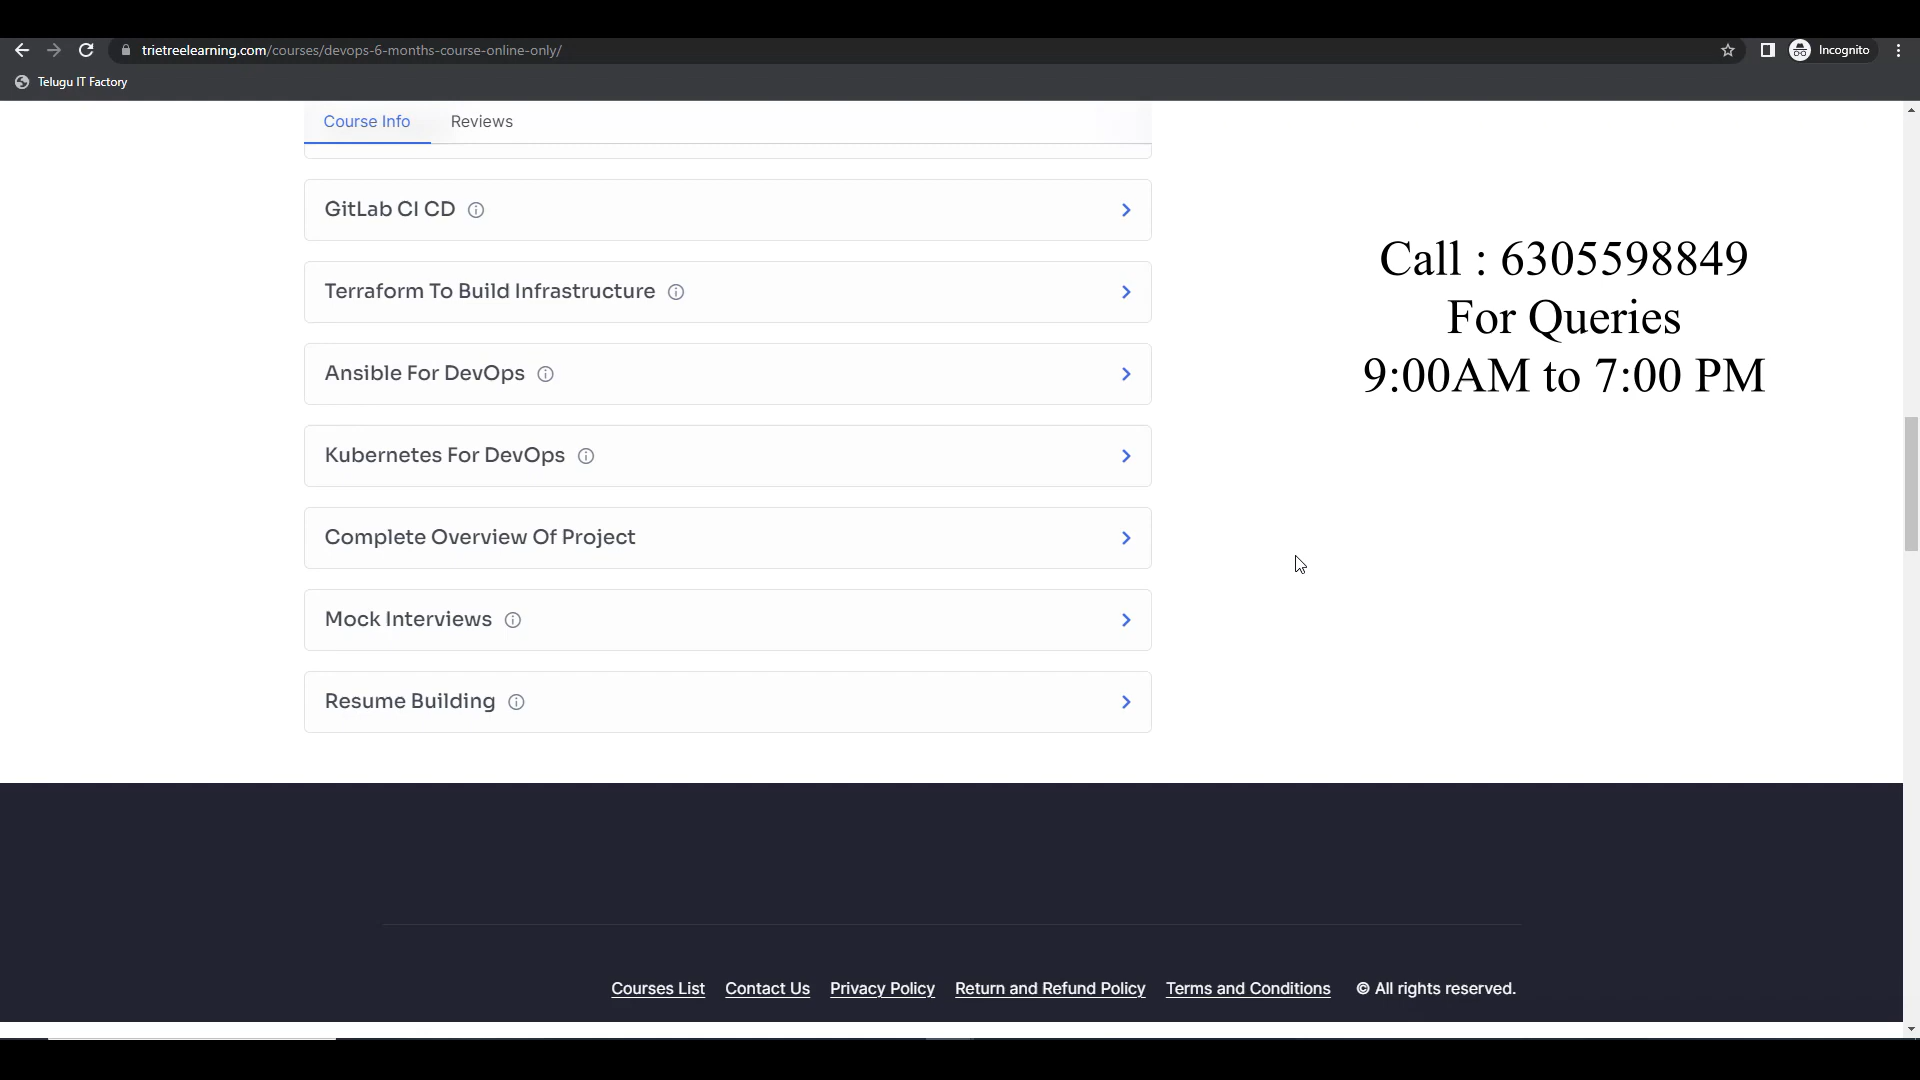 trietreelearning.com/courses/devops-6-months-course-online-only/
Incognito
Telugu IT Factory
Course Info
Reviews
GitLab CI CD
Terraform To Build Infrastructure
Ansible For DevOps
Kubernetes For DevOps
Complete Overview Of Project
Mock Interviews
Resume Building
Call : 6305598849
For Queries
9:00AM to 7:00 PM
Courses List Contact Us Privacy Policy Return and Refund Policy Terms and Conditions © All rights reserved.